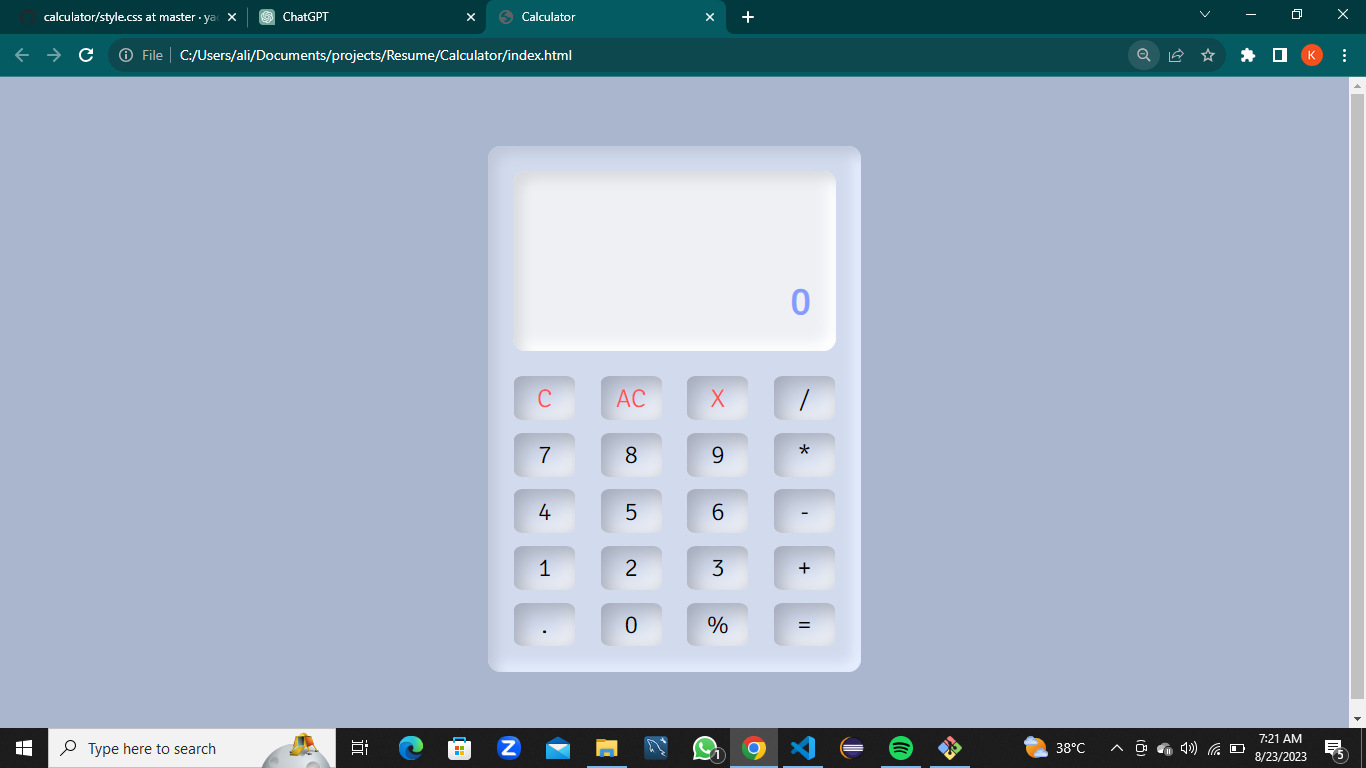 calculator/style.css at master · ya
ChatGPT
Calculator
File
C:/Users/ali/Documents/projects/Resume/Calculator/index.html
K
0
C AC X /
7 8 9 *
4 5 6 -
1 2 3 +
. 0 % =
Type here to search
1
38°C
7:21 AM
8/23/2023
5